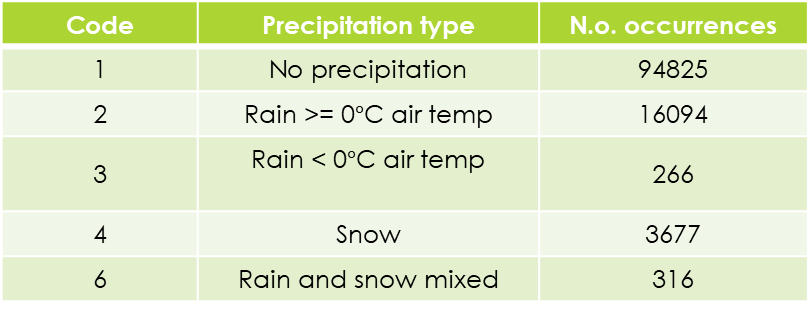 Code Precipitation type N.o. occurrences
1 No precipitation 94825
2 Rain >= 0°C air temp 16094
3 Rain < 0°C air temp 266
4 Snow 3677
6 Rain and snow mixed 316